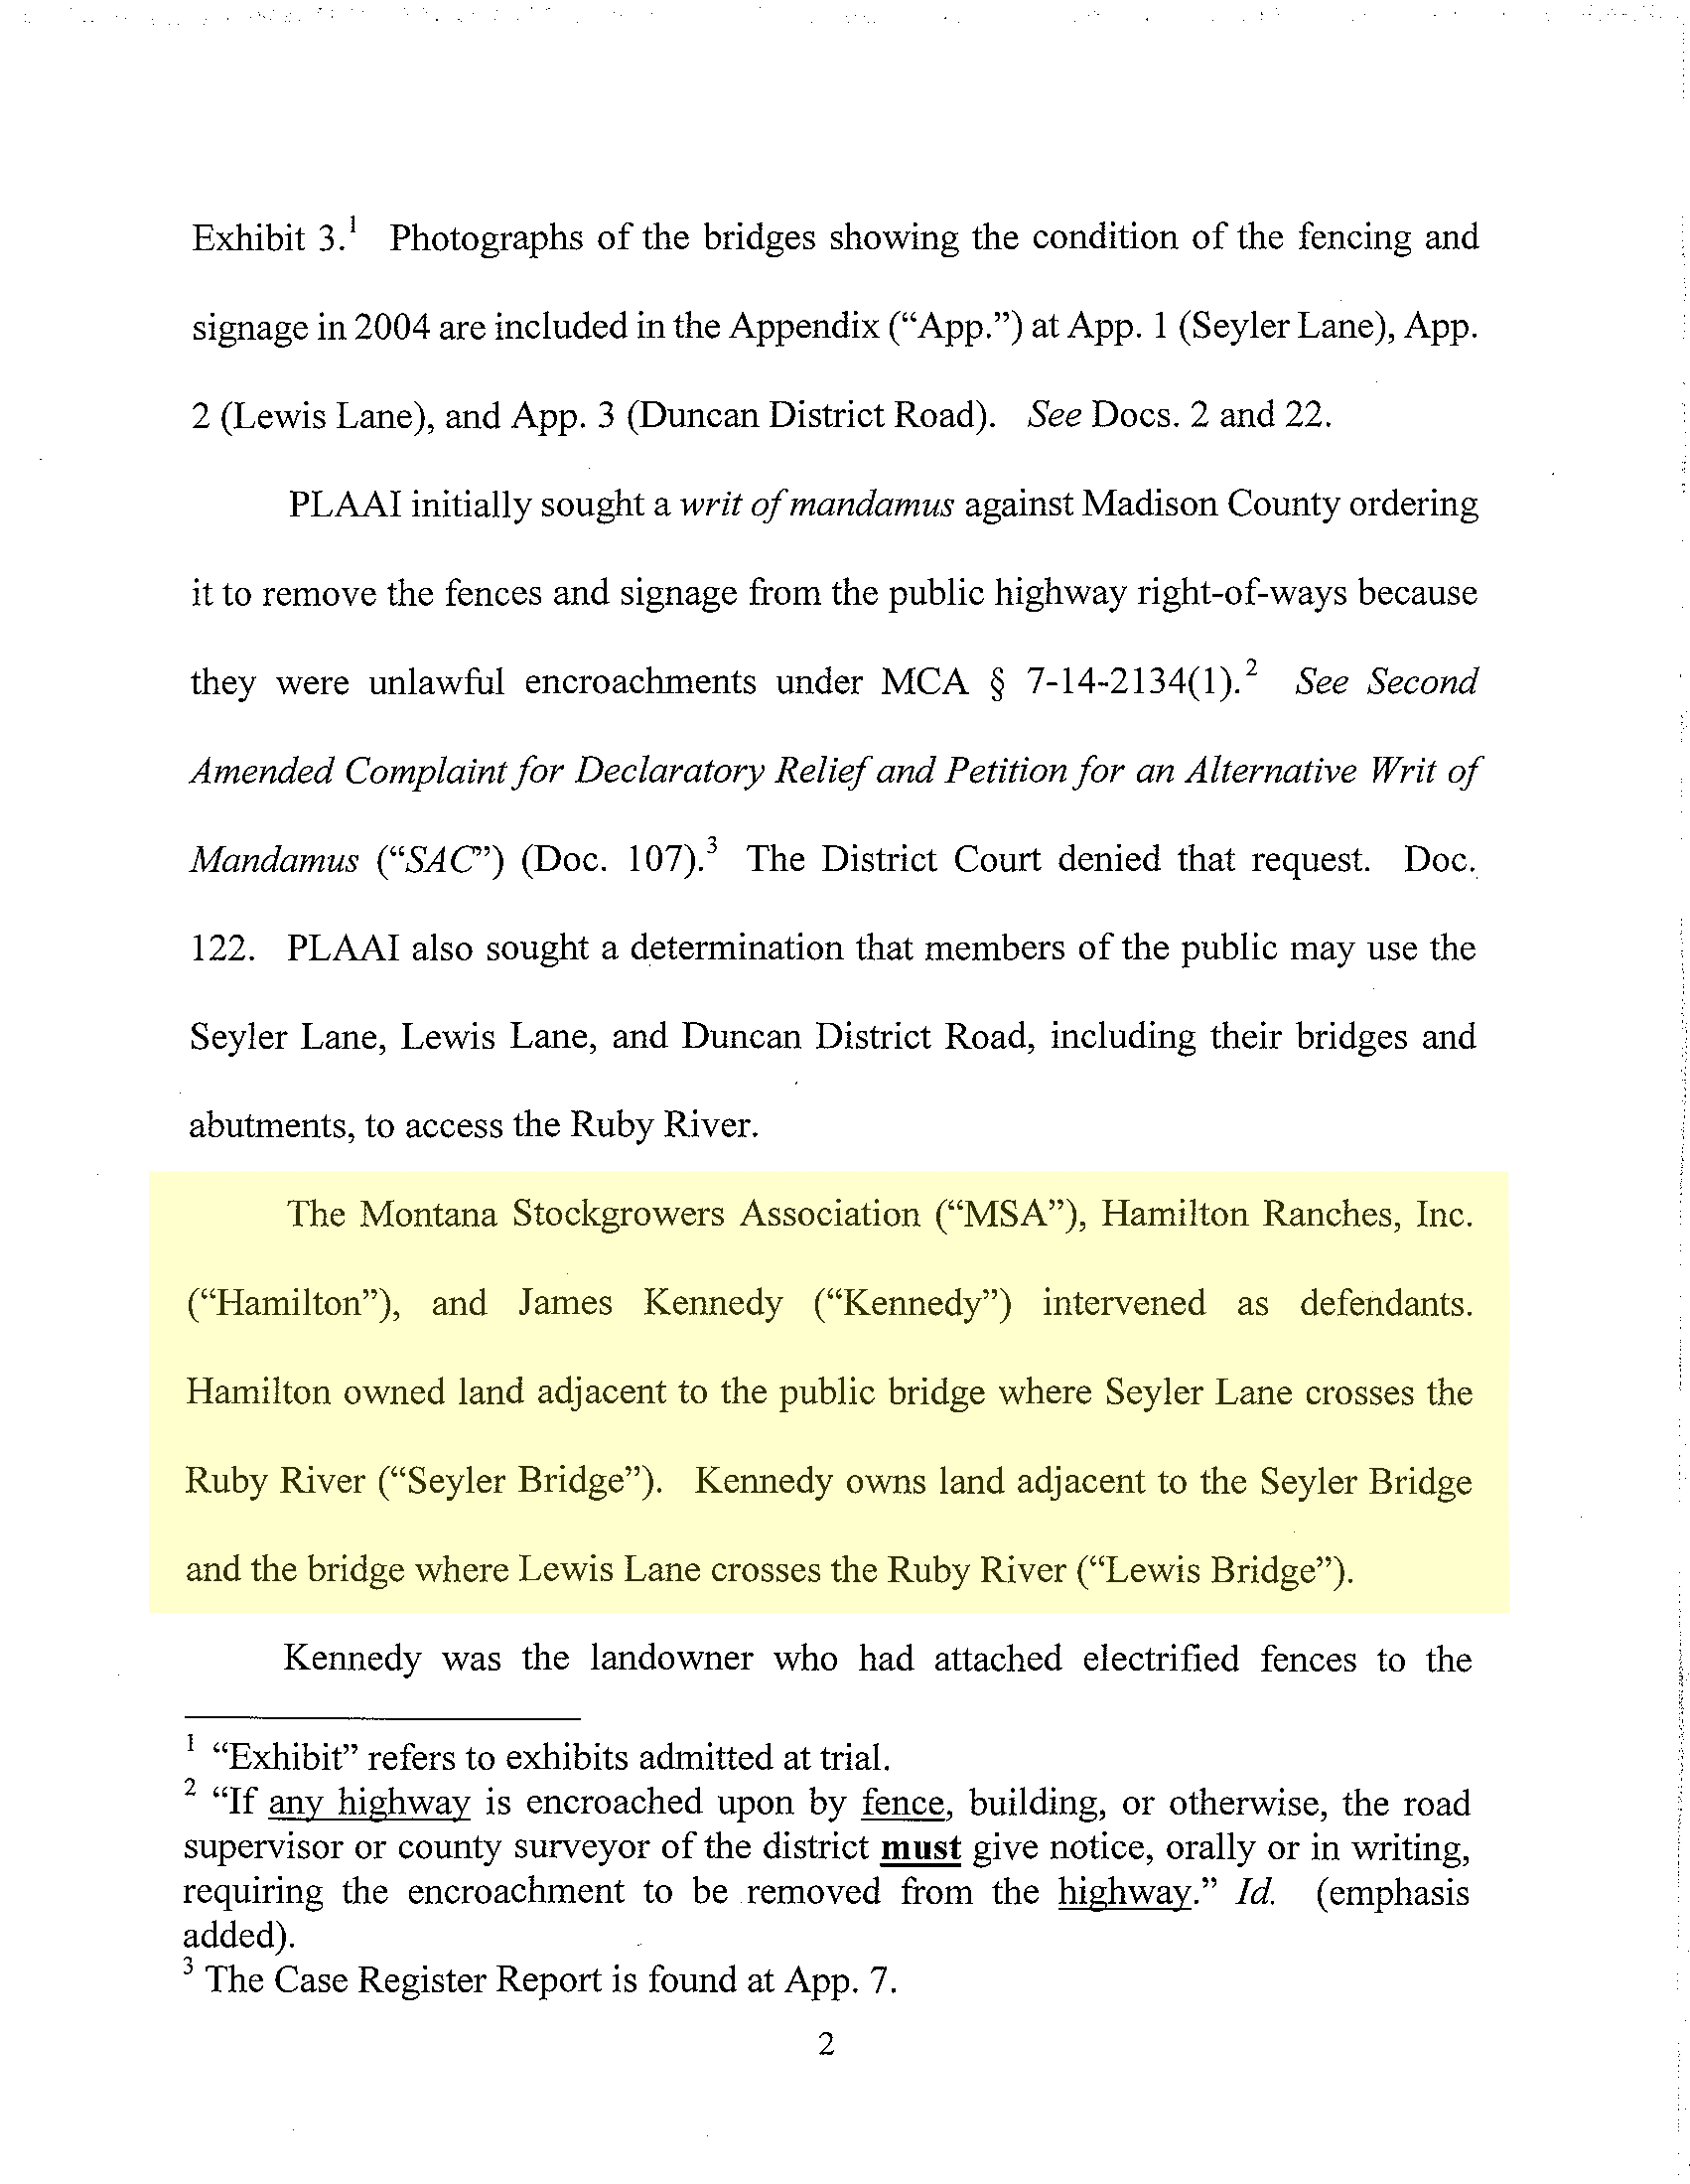 Exhibit 3.1 Photographs of the bridges showing the condition of the fencing and
signage in 2004 are included in the Appendix (“App.”) at App. 1 (Seyler Lane), App.
2 (Lewis Lane), and App. 3 (Duncan District Road). See Docs. 2 and 22.
PLAAI initially sought a writ of mandamus against Madison County ordering
it to remove the fences and signage from the public highway right-of-ways because
they were unlawful encroachments under MCA § 7-14-2134(1).2 See Second
Amended Complaint for Declaratory Relief and Petition for an Alternative Writ of
Mandamus (“SAC”) (Doc. 107).3 The District Court denied that request. Doc.
122. PLAAI also sought a determination that members of the public may use the
Seyler Lane, Lewis Lane, and Duncan District Road, including their bridges and
abutments, to access the Ruby River.
The Montana Stockgrowers Association (“MSA”), Hamilton Ranches, Inc.
(“Hamilton”), and James Kennedy (“Kennedy”) intervened as defendants.
Hamilton owned land adjacent to the public bridge where Seyler Lane crosses the
Ruby River (“Seyler Bridge”). Kennedy owns land adjacent to the Seyler Bridge
and the bridge where Lewis Lane crosses the Ruby River (“Lewis Bridge”).
Kennedy was the landowner who had attached electrified fences to the
1 “Exhibit” refers to exhibits admitted at trial.
2 “If any highway is encroached upon by fence, building, or otherwise, the road
supervisor or county surveyor of the district must give notice, orally or in writing,
requiring the encroachment to be removed from the highway.” Id. (emphasis
added).
3 The Case Register Report is found at App. 7.
2